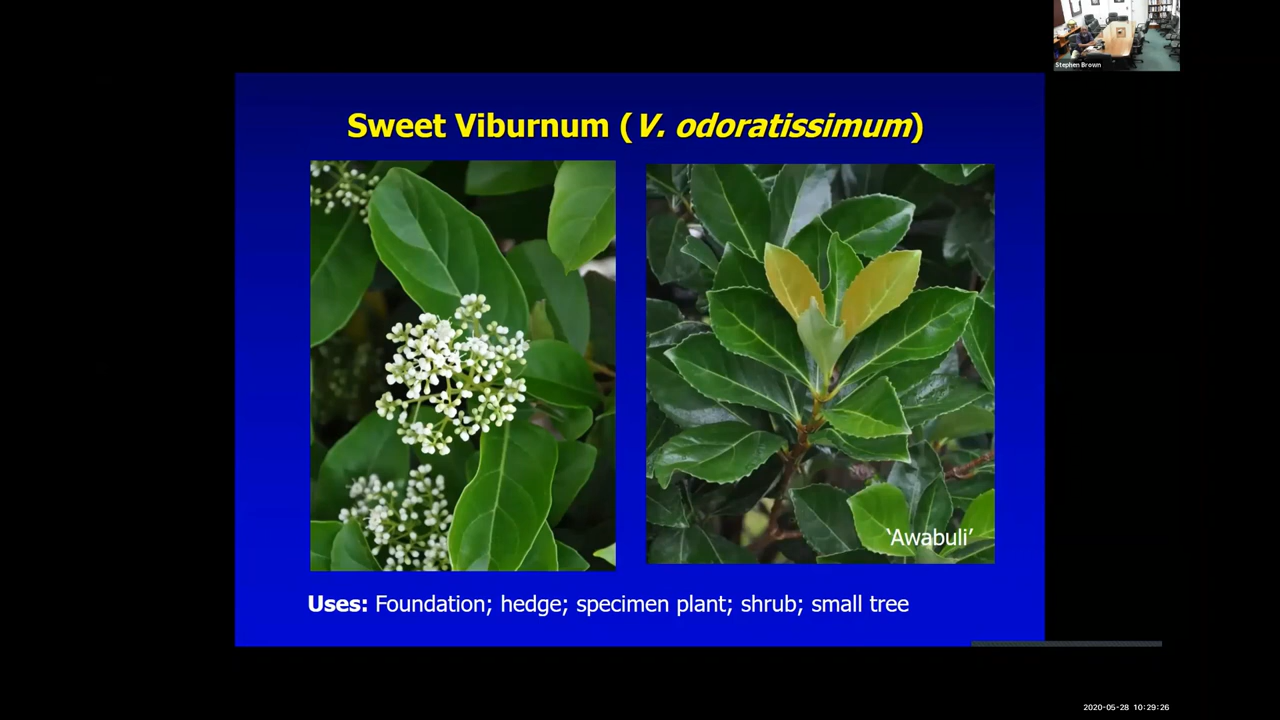 Stephen Brown
Sweet Viburnum (V. odoratissimum)
‘Awabuli’
Uses: Foundation; hedge; specimen plant; shrub; small tree
2020-05-28 10:29:26